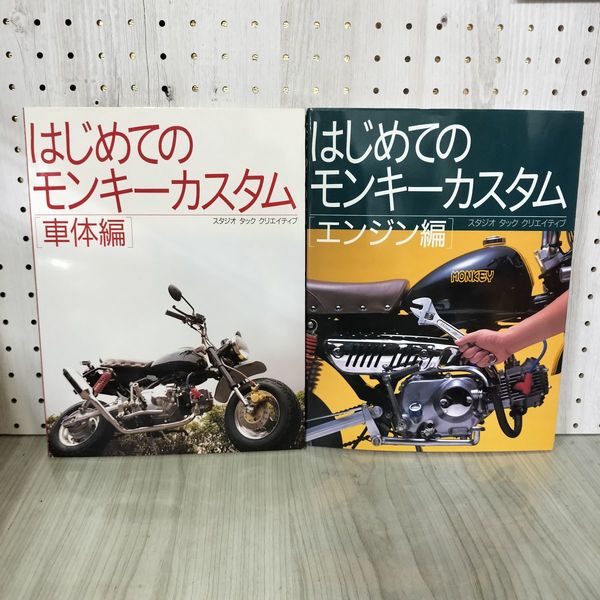 はじめての
モンキーカスタム
スタジオ タック クリエイティブ
[車体編]
はじめての
モンキーカスタム
スタジオ タック クリエイティブ
[エンジン編]
MONKEY